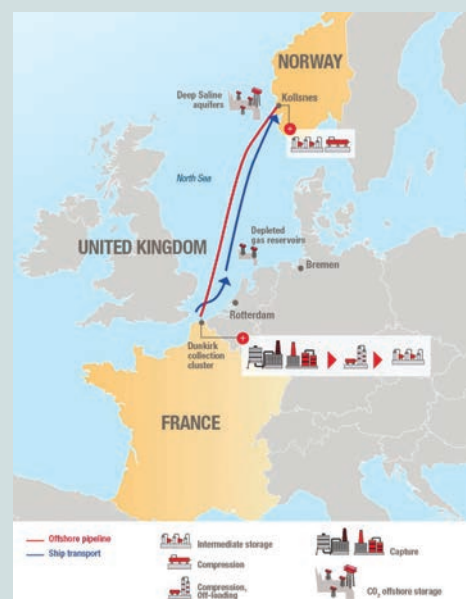 NORWAY
Deep Saline
aquifers
Kollsnes
North Sea
Depleted
gas reservoirs
UNITED KINGDOM
Bremen
Rotterdam
Dunkirk
collection
cluster
FRANCE
Offshore pipeline
Ship transport
Intermediate storage
Compression
Compression,
Off-loading
Capture
CO₂ offshore storage